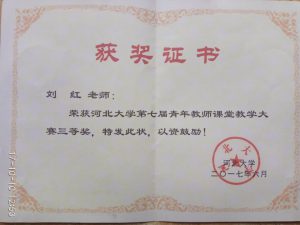 获奖证书
刘 红 老师：
荣获河北大学第七届青年教师课堂教学大
赛三等奖，特发此状，以资鼓励！
河北大学
二〇一七年六月